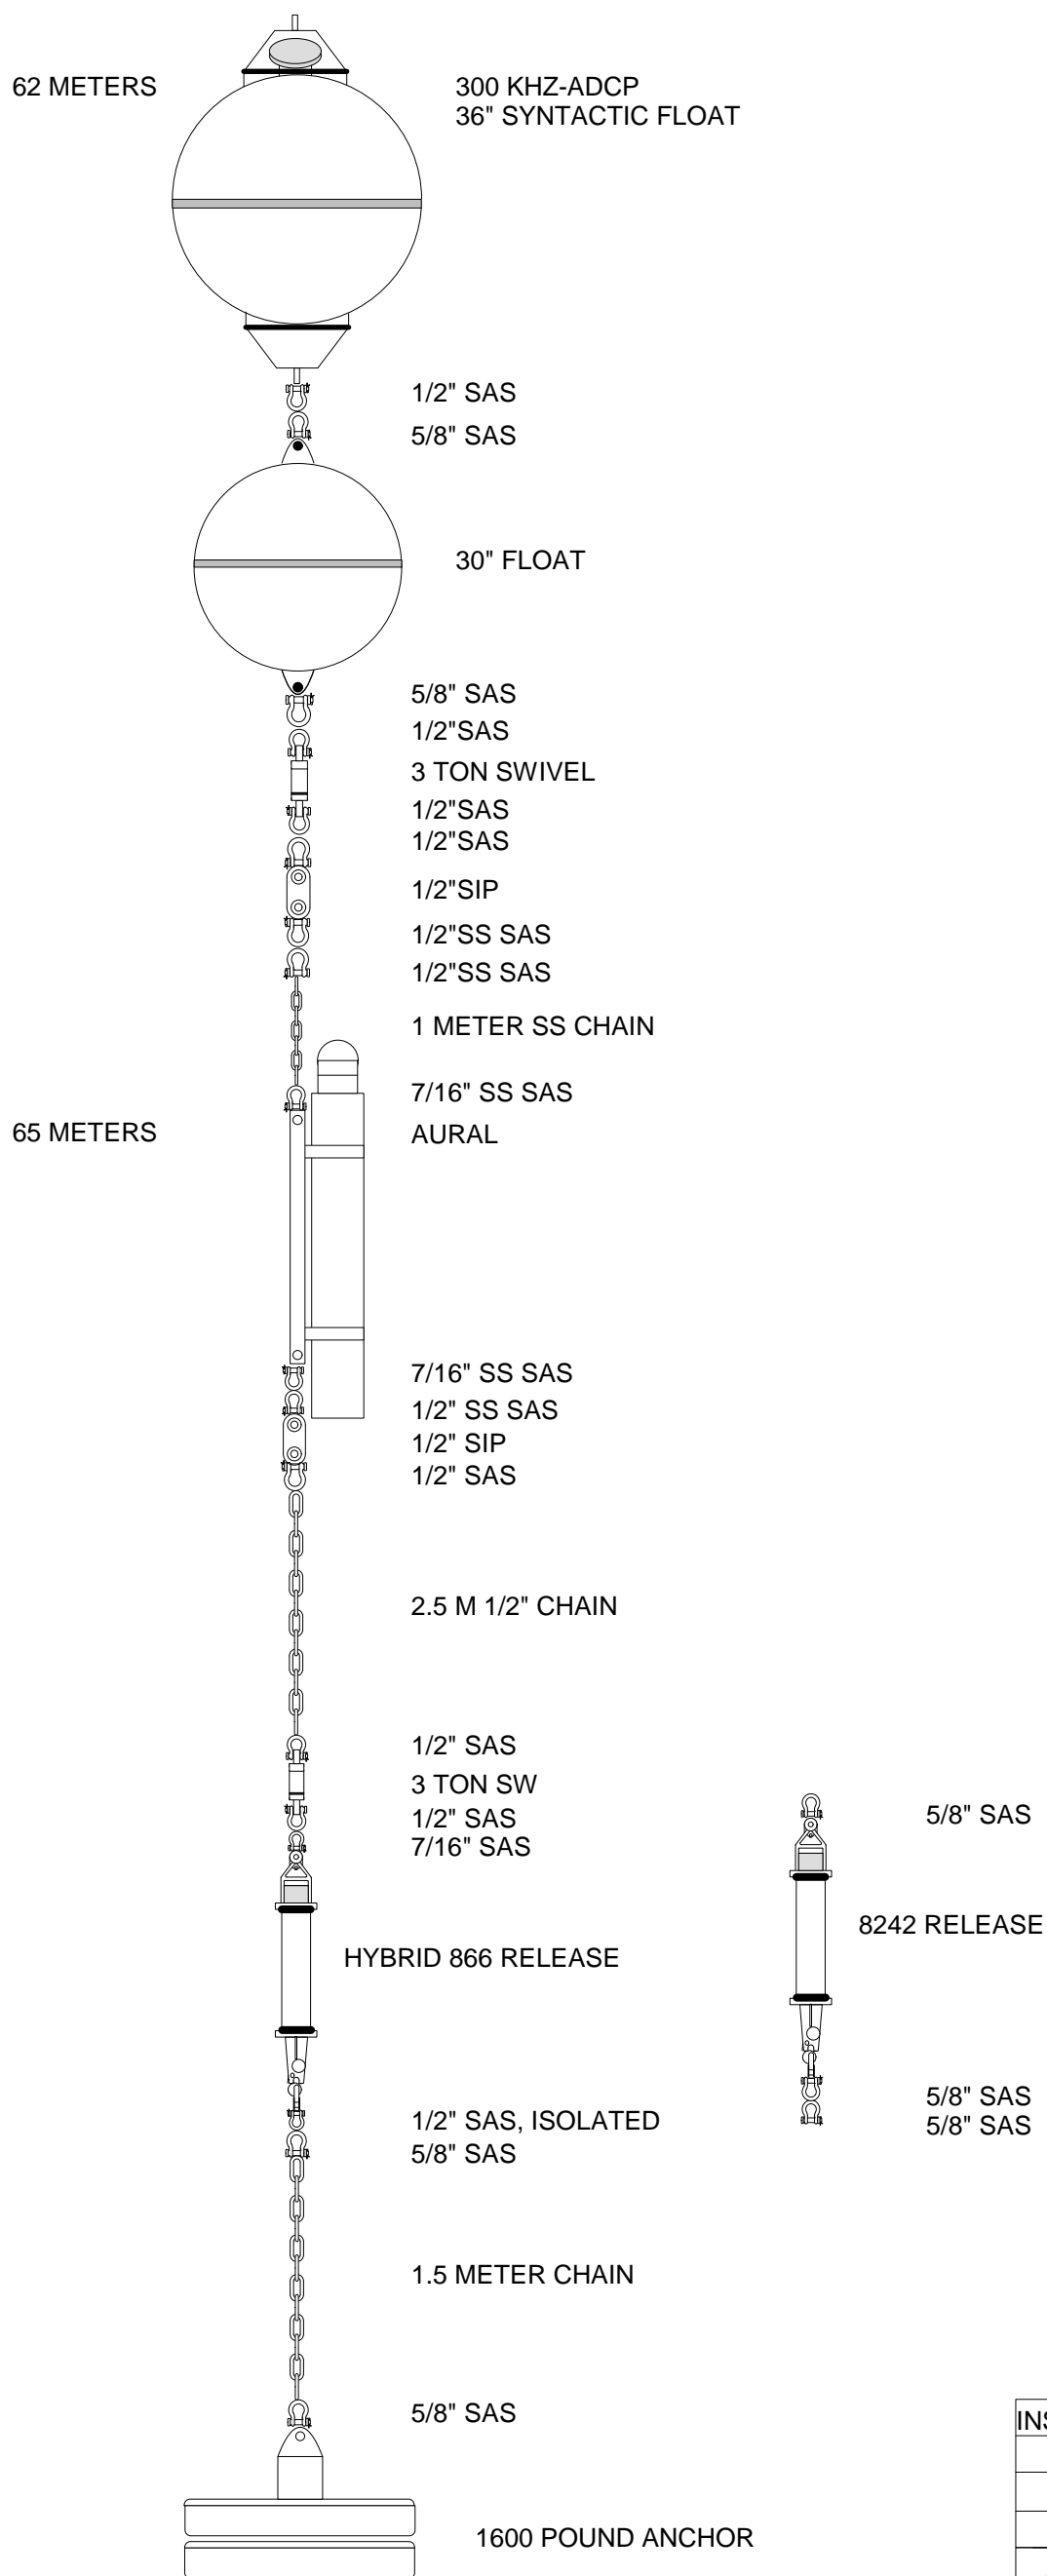 62 METERS
300 KHZ-ADCP
36" SYNTACTIC FLOAT
1/2" SAS
5/8" SAS
30" FLOAT
5/8" SAS
1/2"SAS
3 TON SWIVEL
1/2"SAS
1/2"SAS
1/2"SIP
1/2"SS SAS
1/2"SS SAS
1 METER SS CHAIN
7/16" SS SAS
65 METERS
AURAL
7/16" SS SAS
1/2" SS SAS
1/2" SIP
1/2" SAS
2.5 M 1/2" CHAIN
1/2" SAS
3 TON SW
1/2" SAS
7/16" SAS
HYBRID 866 RELEASE
1/2" SAS, ISOLATED
5/8" SAS
1.5 METER CHAIN
5/8" SAS
1600 POUND ANCHOR
5/8" SAS
8242 RELEASE
5/8" SAS
5/8" SAS